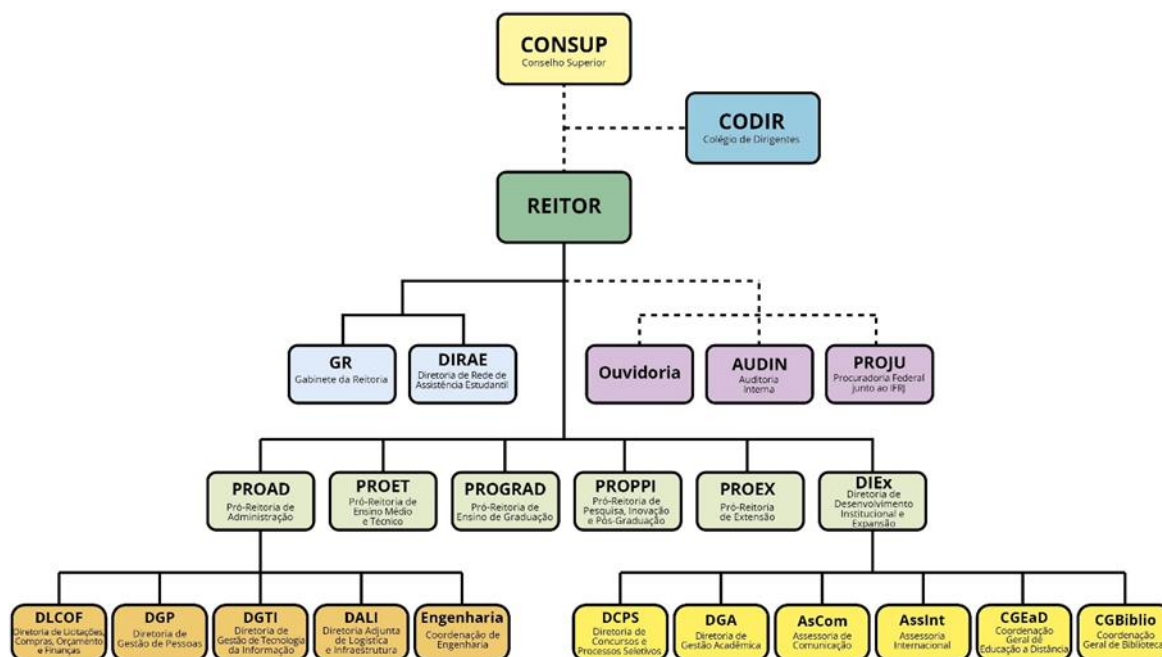 CONSUP
Conselho Superior
CODIR
Colégio de Dirigentes
REITOR
GR
Gabinete da Reitoria
DIRAE
Diretoria de Rede de
Assistência Estudantil
Ouvidoria
AUDIN
Auditoria
Interna
PROJU
Procuradoria Federal
junto ao IFRJ
PROAD
Pró-Reitoria de
Administração
PROET
Pró-Reitoria de
Ensino Médio
e Técnico
PROGRAD
Pró-Reitoria de
Ensino de Graduação
PROPPI
Pró-Reitoria de
Pesquisa, Inovação
e Pós-Graduação
PROEX
Pró-Reitoria
de Extensão
DIEx
Diretoria de
Desenvolvimento
Institucional e
Expansão
DLCOF
Diretoria de Licitações,
Compras, Orçamento
e Finanças
DGP
Diretoria de
Gestão de Pessoas
DGTI
Diretoria de
Gestão de Tecnologia
da Informação
DALI
Diretoria Adjunta
de Logística
e Infraestrutura
Engenharia
Coordenação de
Engenharia
DCPS
Diretoria de
Concursos e
Processos Seletivos
DGA
Diretoria de
Gestão Acadêmica
AsCom
Assessoria de
Comunicação
AssInt
Assessoria
Internacional
CGEaD
Coordenação
Geral de
Educação a Distância
CGBiblio
Coordenação
Geral de Biblioteca